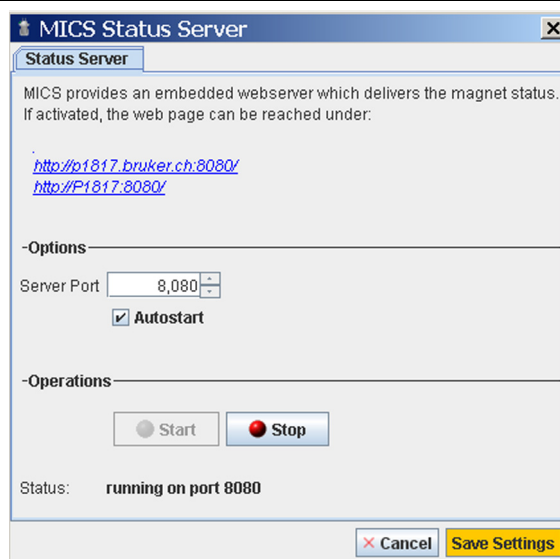 MICS Status Server
Status Server
MICS provides an embedded webserver which delivers the magnet status.
If activated, the web page can be reached under:
http://p1817.bruker.ch:8080/
http://P1817:8080/
Options
Server Port 8,080
Autostart
Operations
Start Stop
Status: running on port 8080
Cancel Save Settings